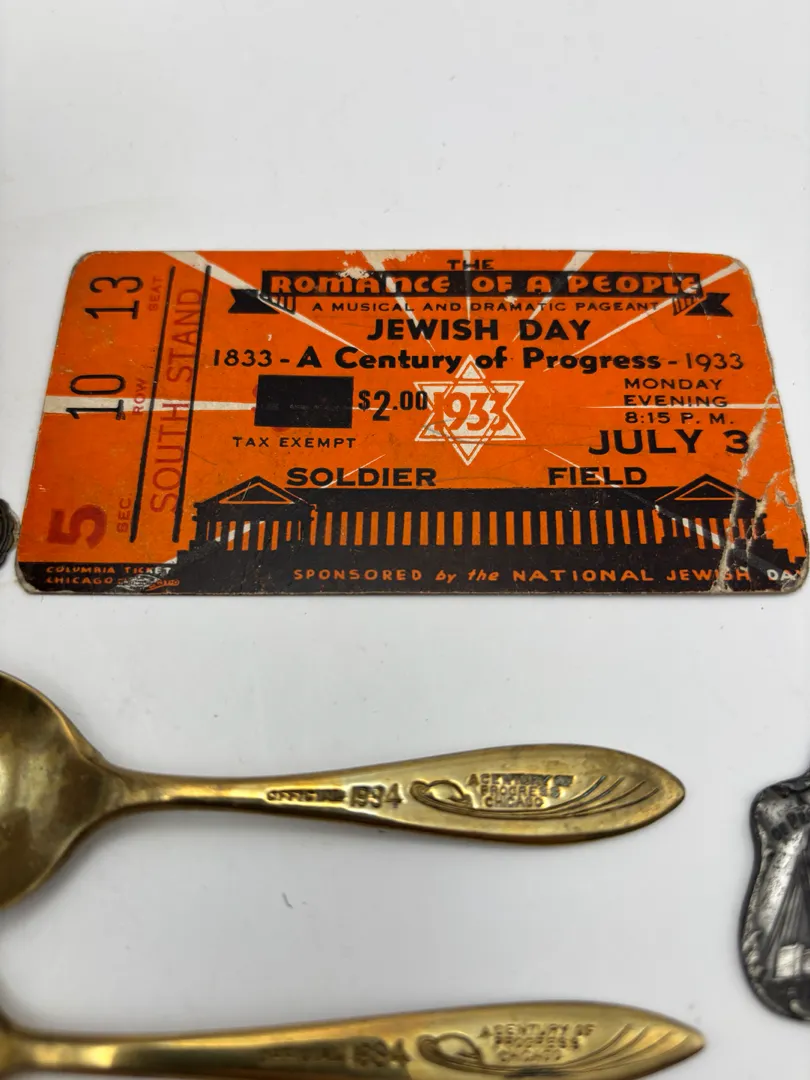 THE
ROMANCE OF A PEOPLE
A MUSICAL AND DRAMATIC PAGEANT
JEWISH DAY
1833 - A Century of Progress - 1933
$2.00
1933
MONDAY
EVENING
8:15 P. M.
TAX EXEMPT
JULY 3
SOLDIER FIELD
SPONSORED by the NATIONAL JEWISH DAY
13 SEAT
10 ROW
5 SEC
SOUTH STAND
COLUMBIA TICKET
CHICAGO
OFFICIAL 1934
A CENTURY OF
PROGRESS
CHICAGO
1934
A CENTURY OF
PROGRESS
CHICAGO